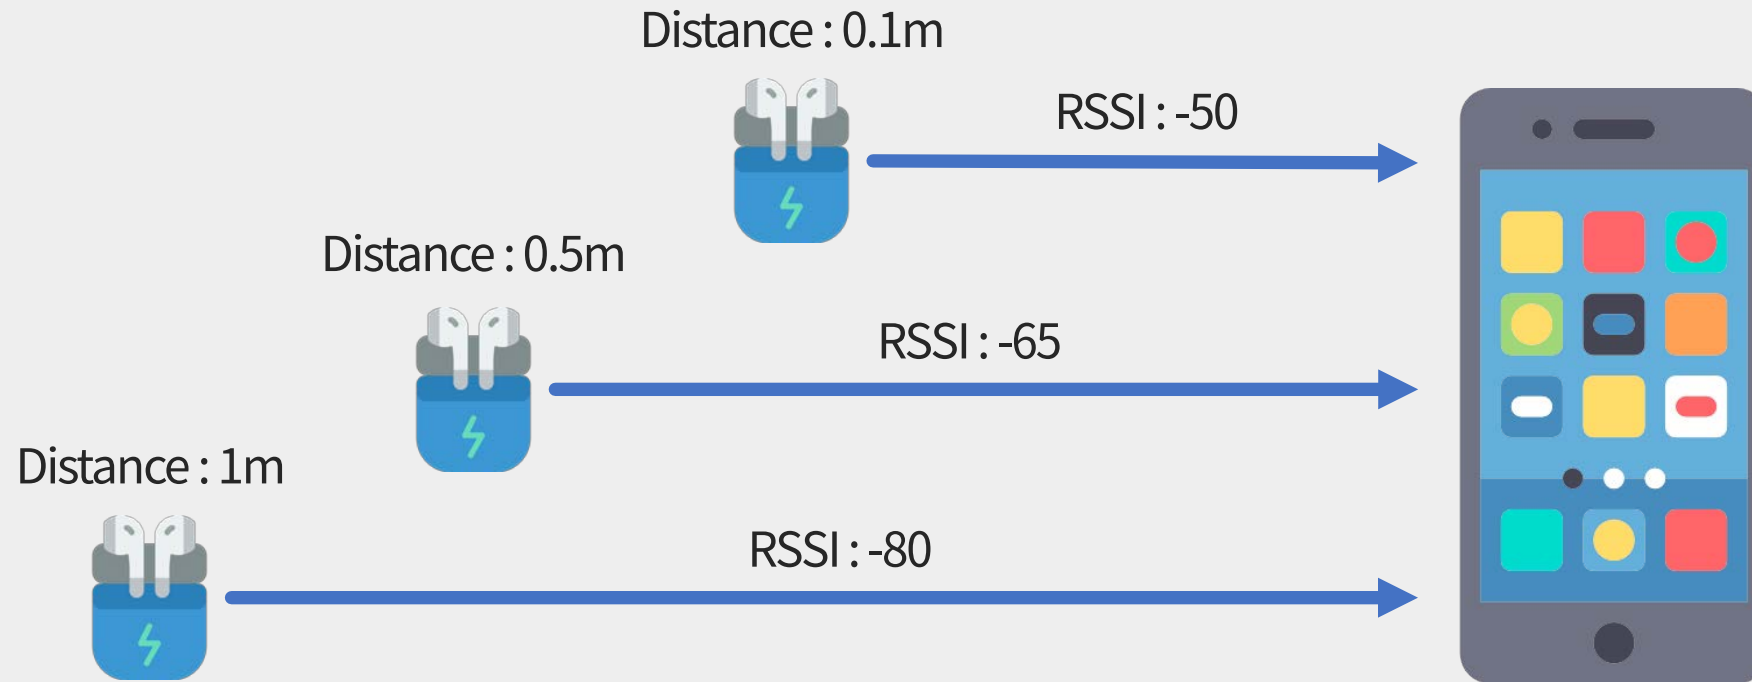 Distance : 0.1m
RSSI : -50
Distance : 0.5m
RSSI : -65
Distance : 1m
RSSI : -80